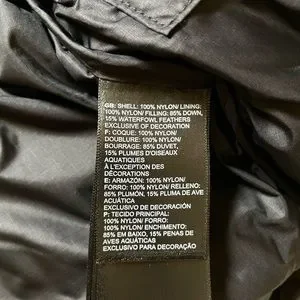 GB: SHELL: 100% NYLON/ LINING:
100% NYLON/ FILLING: 85% DOWN,
15% WATERFOWL FEATHERS
EXCLUSIVE OF DECORATION
F: COQUE: 100% NYLON/
DOUBLURE: 100% NYLON/
BOURRAGE: 85% DUVET,
15% PLUMES D'OISEAUX
AQUATIQUES
À L'EXCEPTION DES
DÉCORATIONS
E: ARMAZÓN: 100% NYLON/
FORRO: 100% NYLON/ RELLENO:
85% PLUMÓN, 15% PLUMA DE AVE
ACUÁTICA
EXCLUSIVO DE DECORACIÓN
P: TECIDO PRINCIPAL:
100% NYLON/ FORRO:
100% NYLON/ ENCHIMENTO:
85% EM BAIXO, 15% PENAS DE
AVES AQUÁTICAS
EXCLUSIVO PARA DECORAÇÃO